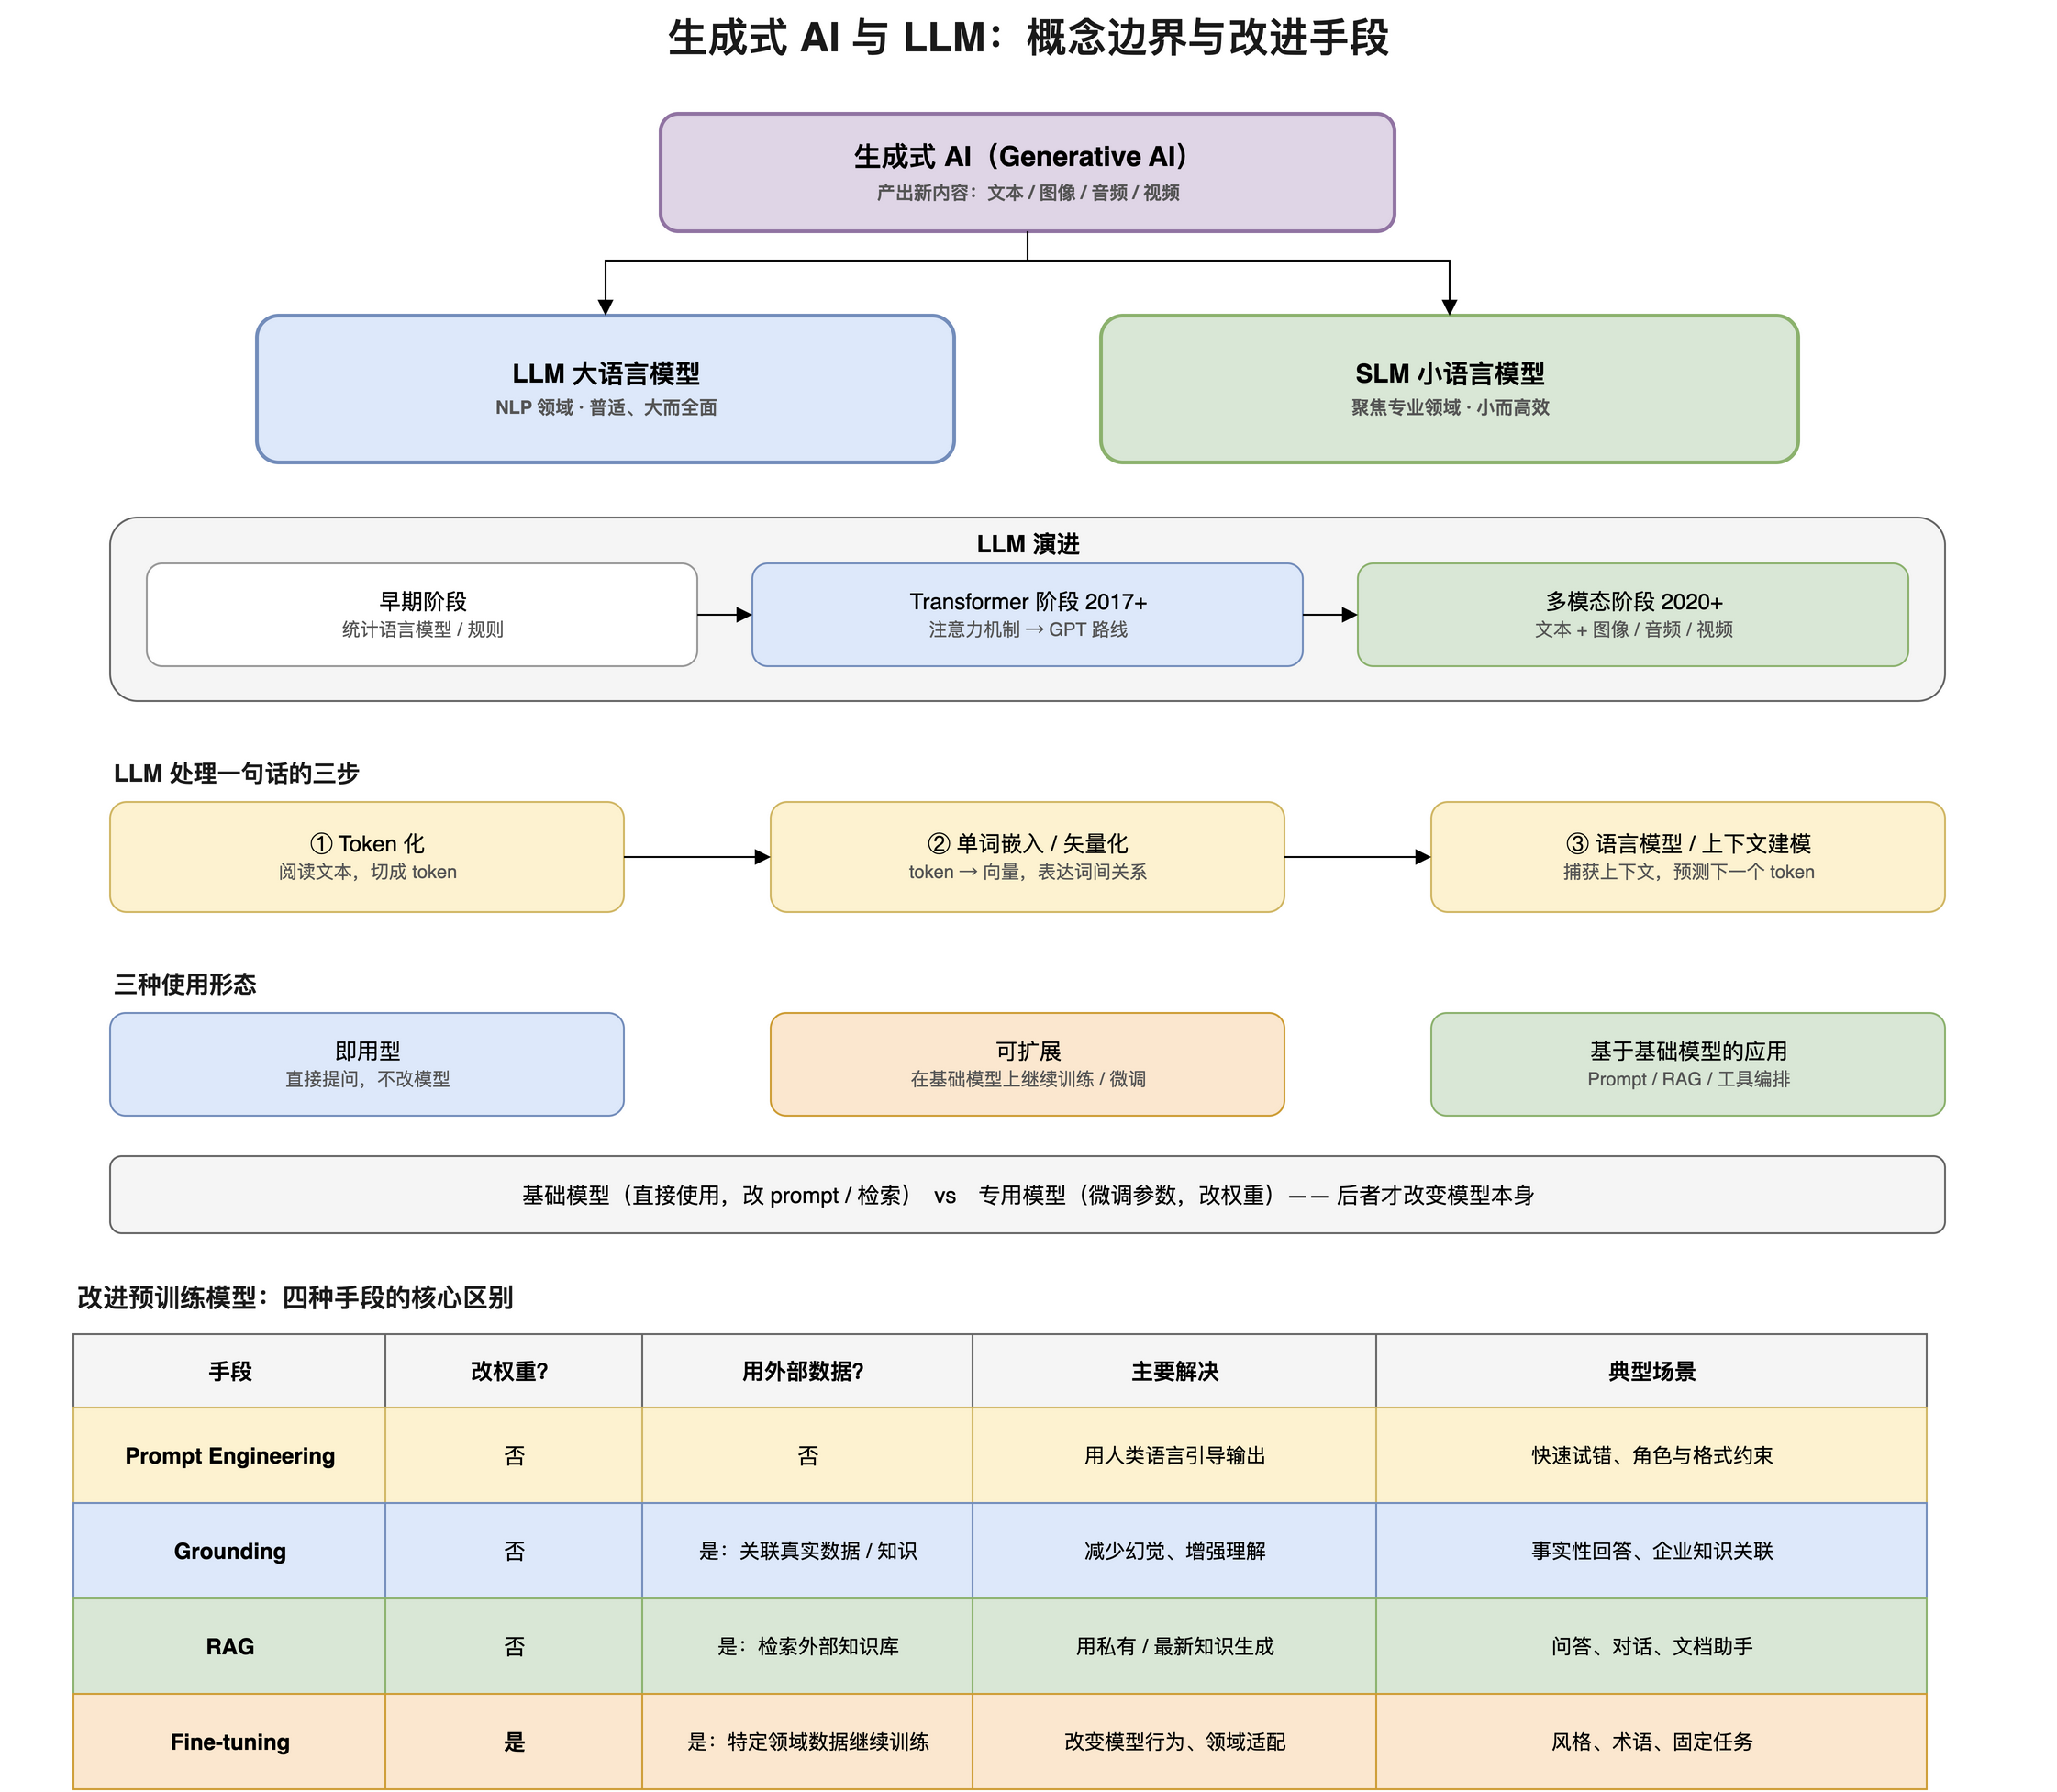 生成式 AI 与 LLM：概念边界与改进手段
生成式 AI（Generative AI）
产出新内容：文本 / 图像 / 音频 / 视频
LLM 大语言模型
NLP 领域 · 普适、大而全面
SLM 小语言模型
聚焦专业领域 · 小而高效
LLM 演进
早期阶段
统计语言模型 / 规则
Transformer 阶段 2017+
注意力机制 → GPT 路线
多模态阶段 2020+
文本 + 图像 / 音频 / 视频
LLM 处理一句话的三步
① Token 化
阅读文本，切成 token
② 单词嵌入 / 矢量化
token → 向量，表达词间关系
③ 语言模型 / 上下文建模
捕获上下文，预测下一个 token
三种使用形态
即用型
直接提问，不改模型
可扩展
在基础模型上继续训练 / 微调
基于基础模型的应用
Prompt / RAG / 工具编排
基础模型（直接使用，改 prompt / 检索） vs 专用模型（微调参数，改权重）—— 后者才改变模型本身
改进预训练模型：四种手段的核心区别
手段 改权重？ 用外部数据？ 主要解决 典型场景
Prompt Engineering 否 否 用人类语言引导输出 快速试错、角色与格式约束
Grounding 否 是：关联真实数据 / 知识 减少幻觉、增强理解 事实性回答、企业知识关联
RAG 否 是：检索外部知识库 用私有 / 最新知识生成 问答、对话、文档助手
Fine-tuning 是 是：特定领域数据继续训练 改变模型行为、领域适配 风格、术语、固定任务